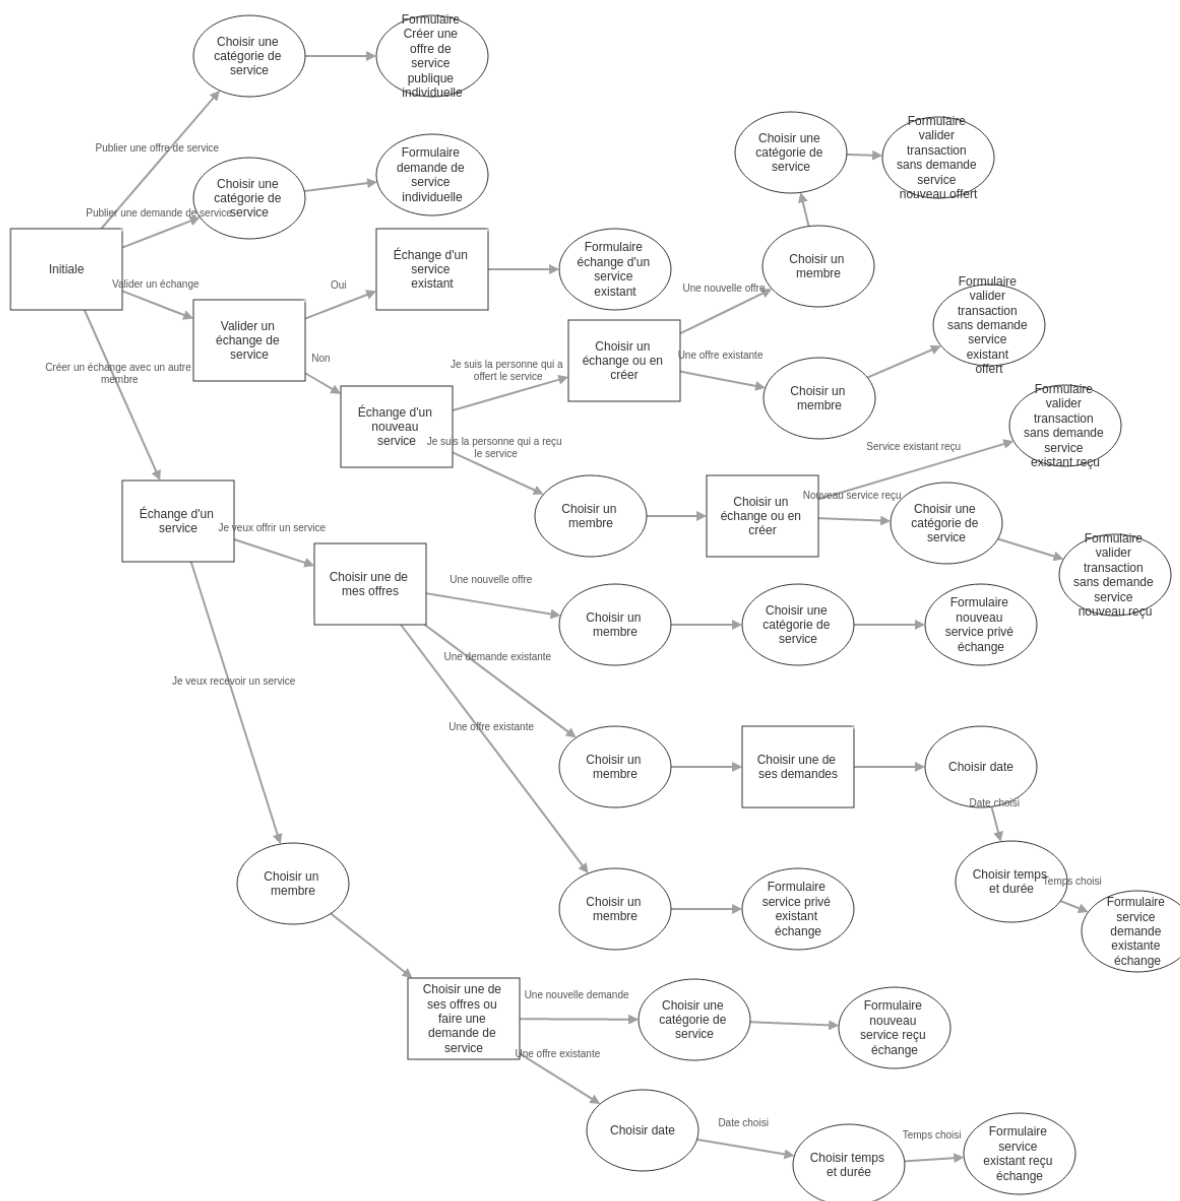 Formulaire
Créer une
offre de
service
publique
individuelle
Choisir une
catégorie de
service
Publier une offre de service
Formulaire
demande de
service
individuelle
Choisir une
catégorie de
service
Publier une demande de service
Initiale
Valider un échange
Créer un échange avec un autre
membre
Valider un
échange de
service
Oui
Non
Échange d'un
service
existant
Formulaire
échange d'un
service
existant
Échange d'un
nouveau
service
Je suis la personne qui a
offert le service
Je suis la personne qui a reçu
le service
Choisir un
échange ou en
créer
Une nouvelle offre
Une offre existante
Choisir un
membre
Choisir une
catégorie de
service
Formulaire
valider
transaction
sans demande
service
nouveau offert
Choisir un
membre
Formulaire
valider
transaction
sans demande
service
existant
offert
Choisir un
membre
Choisir un
échange ou en
créer
Service existant reçu
Nouveau service reçu
Formulaire
valider
transaction
sans demande
service
existant reçu
Choisir une
catégorie de
service
Formulaire
valider
transaction
sans demande
service
nouveau reçu
Échange d'un
service
Je veux offrir un service
Je veux recevoir un service
Choisir une de
mes offres
Une nouvelle offre
Une demande existante
Une offre existante
Choisir un
membre
Choisir une
catégorie de
service
Formulaire
nouveau
service privé
échange
Choisir un
membre
Choisir une de
ses demandes
Choisir date
Date choisi
Choisir temps
et durée
Temps choisi
Formulaire
service
demande
existante
échange
Choisir un
membre
Formulaire
service privé
existant
échange
Choisir un
membre
Choisir une de
ses offres ou
faire une
demande de
service
Une nouvelle demande
Une offre existante
Choisir une
catégorie de
service
Formulaire
nouveau
service reçu
échange
Choisir date
Date choisi
Choisir temps
et durée
Temps choisi
Formulaire
service
existant reçu
échange